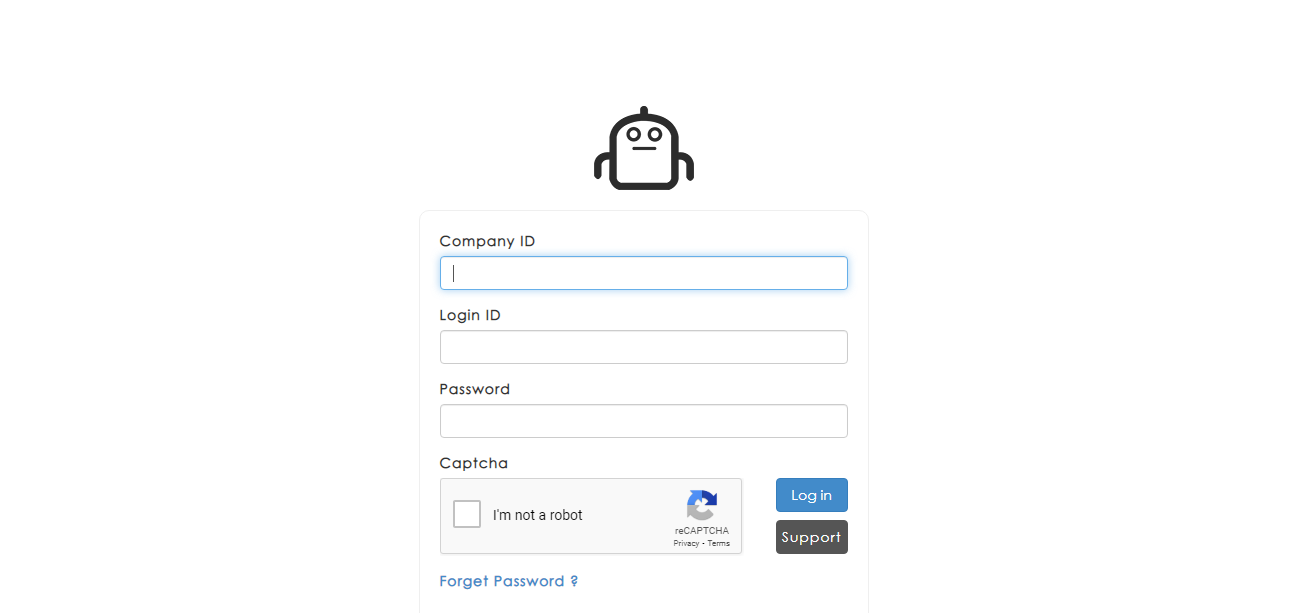 Company ID
Login ID
Password
Captcha
I'm not a robot
reCAPTCHA
Privacy - Terms
Log in
Support
Forget Password ?